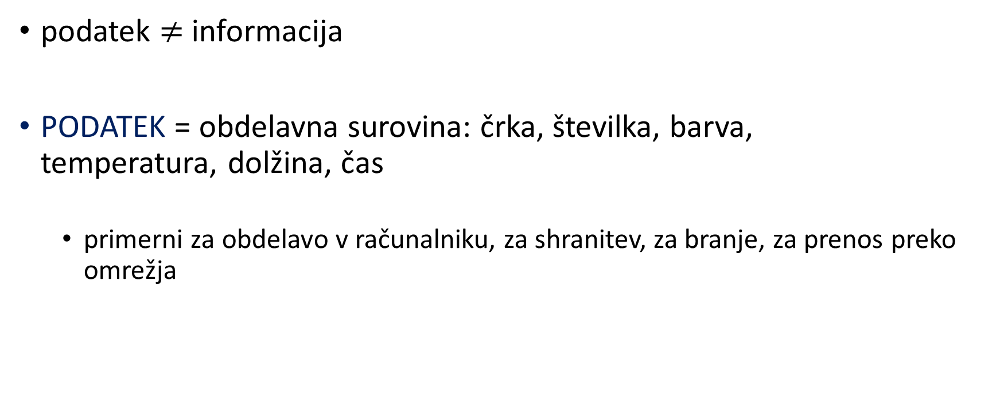 • podatek ≠ informacija
• PODATEK = obdelavna surovina: črka, številka, barva,
temperatura, dolžina, čas
• primerni za obdelavo v računalniku, za shranitev, za branje, za prenos preko
omrežja